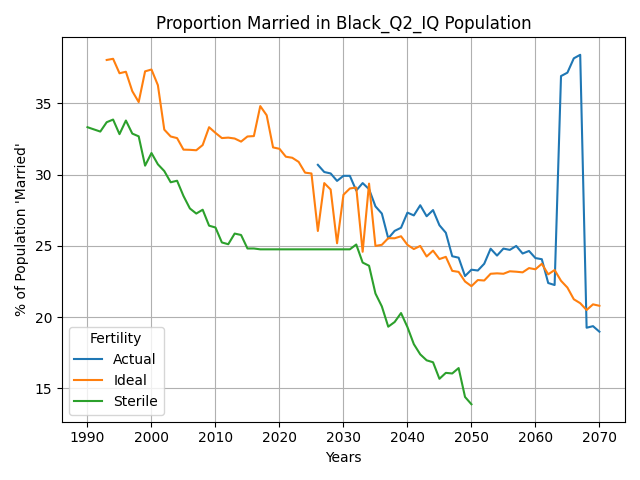 Proportion Married in Black_Q2_IQ Population
% of Population 'Married'
35
30
25
20
15
Fertility
Actual
Ideal
Sterile
1990 2000 2010 2020 2030 2040 2050 2060 2070
Years